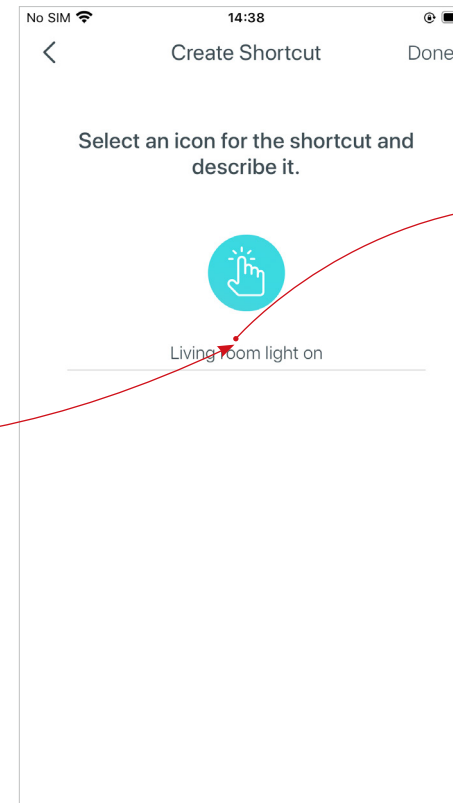 No SIM 14:38
Create Shortcut Done
Select an icon for the shortcut and
describe it.
Living room light on